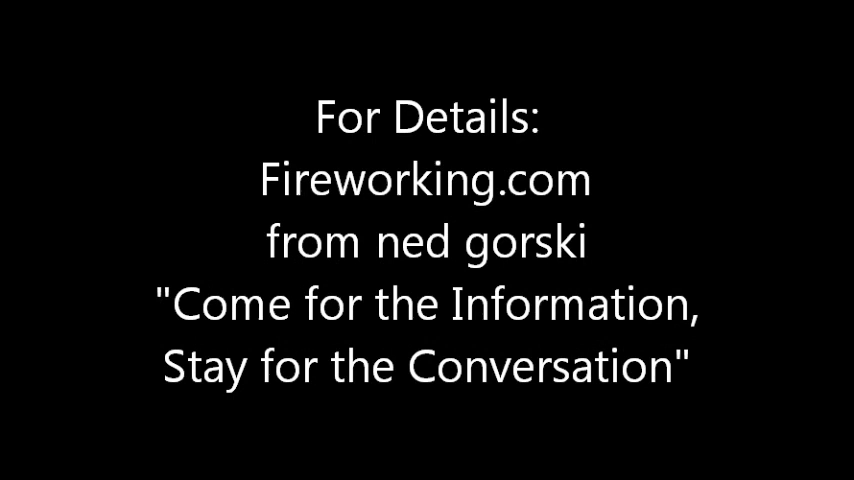 For Details:
Fireworking.com
from ned gorski
"Come for the Information,
Stay for the Conversation"